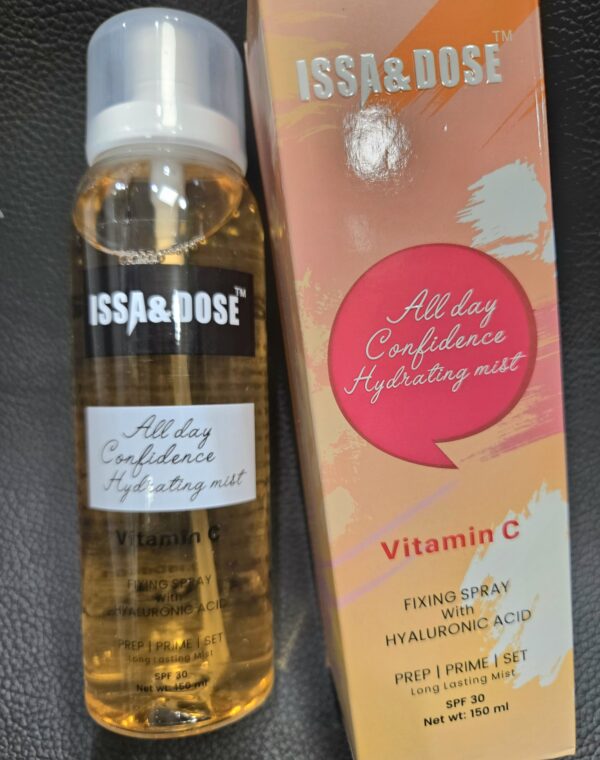 ISSA&DOSE™
All day
Confidence
Hydrating mist
Vitamin C
FIXING SPRAY
with
HYALURONIC ACID
PREP | PRIME | SET
Long Lasting Mist
SPF 30
Net wt: 150 ml
ISSA&DOSE™
All day
Confidence
Hydrating mist
Vitamin C
FIXING SPRAY
With
HYALURONIC ACID
PREP | PRIME | SET
Long Lasting Mist
SPF 30
Net wt: 150 ml